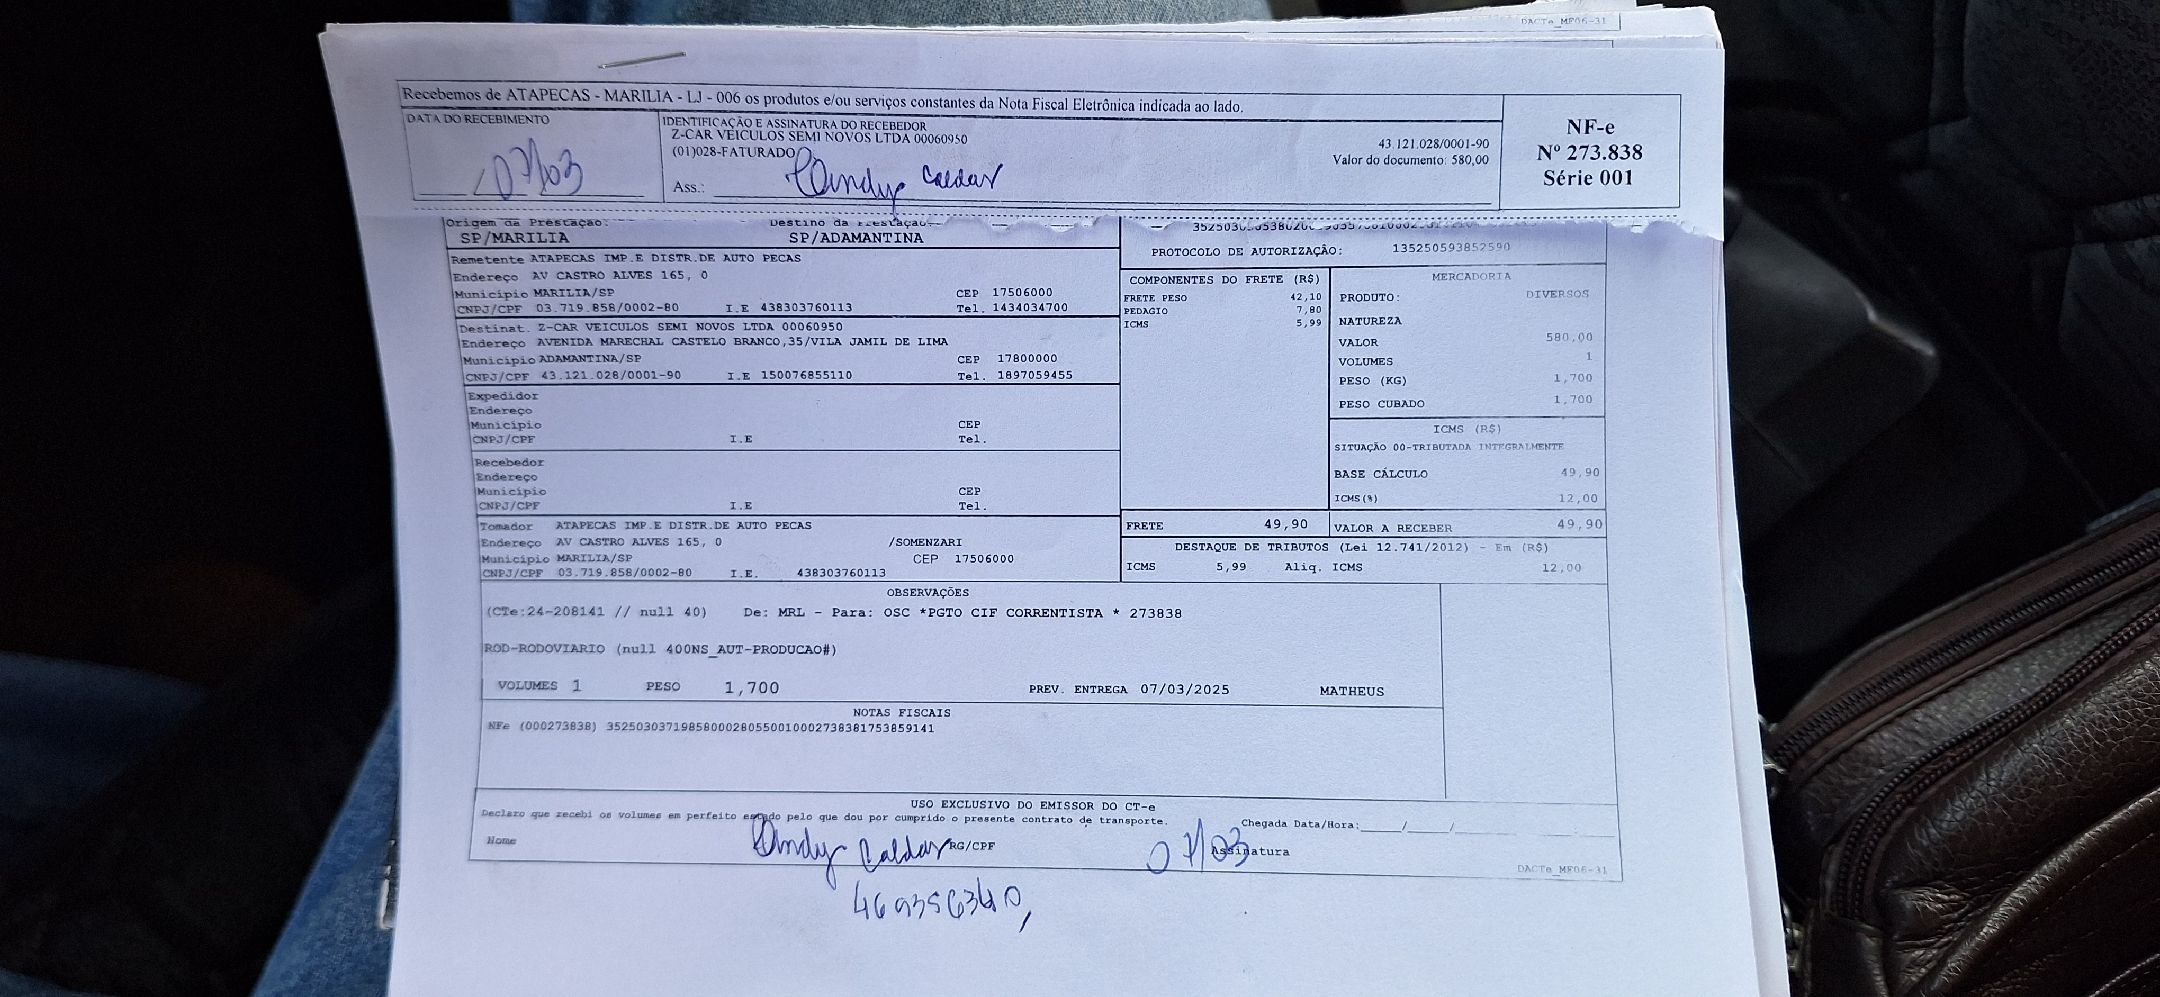 DACTe_MF06-31
Recebemos de ATAPECAS - MARILIA - LJ - 006 os produtos e/ou serviços constantes da Nota Fiscal Eletrônica indicada ao lado.
DATA DO RECEBIMENTO
07/03
IDENTIFICAÇÃO E ASSINATURA DO RECEBEDOR
Z-CAR VEICULOS SEMI NOVOS LTDA 00060950
(01)028-FATURADO
43.121.028/0001-90
Valor do documento: 580,00
Ass.: Caldas
NF-e
Nº 273.838
Série 001
Origem da Prestação: Destino da Prestação
SP/MARILIA SP/ADAMANTINA
Remetente ATAPECAS IMP.E DISTR.DE AUTO PECAS
Endereço AV CASTRO ALVES 165, 0
Município MARILIA/SP CEP 17506000
CNPJ/CPF 03.719.858/0002-80 I.E 438303760113 Tel. 1434034700
Destinat. Z-CAR VEICULOS SEMI NOVOS LTDA 00060950
Endereço AVENIDA MARECHAL CASTELO BRANCO,35/VILA JAMIL DE LIMA
Município ADAMANTINA/SP CEP 17800000
CNPJ/CPF 43.121.028/0001-90 I.E 150076855110 Tel. 1897059455
Expedidor
Endereço
Município CEP
CNPJ/CPF I.E Tel.
Recebedor
Endereço
Município CEP
CNPJ/CPF I.E Tel.
Tomador ATAPECAS IMP.E DISTR.DE AUTO PECAS
Endereço AV CASTRO ALVES 165, 0 /SOMENZARI
Município MARILIA/SP CEP 17506000
CNPJ/CPF 03.719.858/0002-80 I.E. 438303760113
PROTOCOLO DE AUTORIZAÇÃO: 135250593852590
COMPONENTES DO FRETE (R$)
FRETE PESO 42,10
PEDAGIO 7,80
ICMS 5,99
MERCADORIA
PRODUTO: DIVERSOS
NATUREZA
VALOR 580,00
VOLUMES 1
PESO (KG) 1,700
PESO CUBADO 1,700
ICMS (R$)
SITUAÇÃO 00-TRIBUTADA INTEGRALMENTE
BASE CÁLCULO 49,90
ICMS(%) 12,00
FRETE 49,90
VALOR A RECEBER 49,90
DESTAQUE DE TRIBUTOS (Lei 12.741/2012) - Em (R$)
ICMS 5,99 Aliq. ICMS 12,00
OBSERVAÇÕES
(CTe:24-208141 // null 40) De: MRL - Para: OSC *PGTO CIF CORRENTISTA * 273838
ROD-RODOVIARIO (null 400NS_AUT-PRODUCAO#)
VOLUMES 1 PESO 1,700 PREV. ENTREGA 07/03/2025 MATHEUS
NOTAS FISCAIS
NFe (000273838) 35250303719858000280550010002738381753859141
USO EXCLUSIVO DO EMISSOR DO CT-e
Declaro que recebi os volumes em perfeito estado pelo que dou por cumprido o presente contrato de transporte. Chegada Data/Hora:____/____/____
Nome Caldas RG/CPF 07/03 Assinatura
DACTe_MF06-31